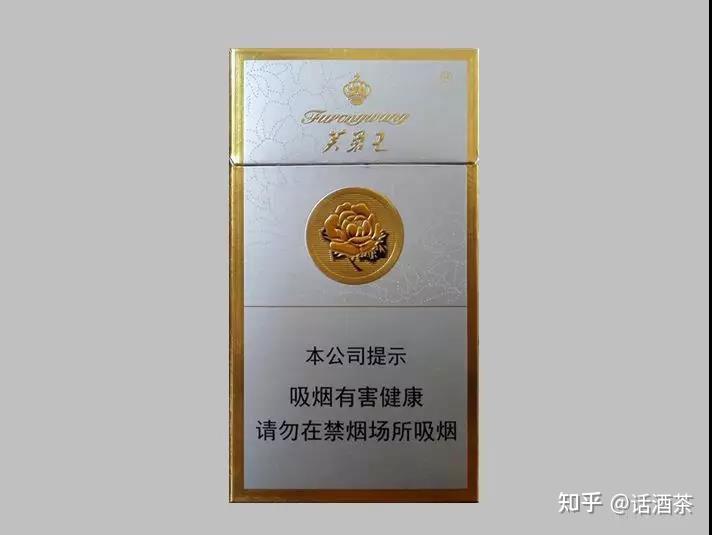 Furongwang
芙蓉王
本公司提示
吸烟有害健康
请勿在禁烟场所吸烟
知乎 @话酒茶